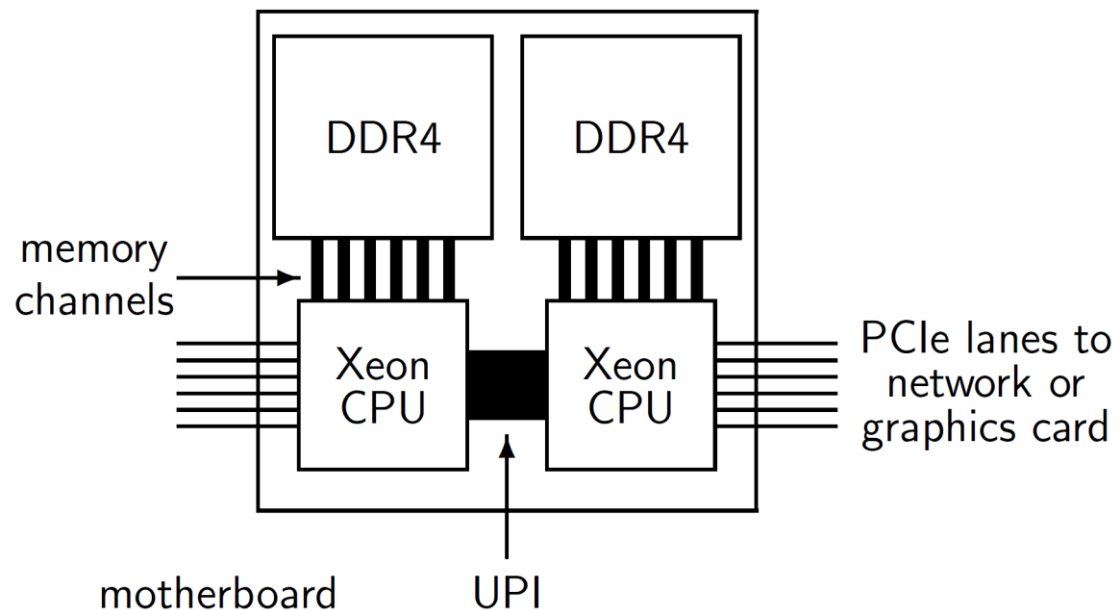 DDR4
DDR4
memory
channels
Xeon
CPU
Xeon
CPU
PCIe lanes to
network or
graphics card
motherboard
UPI